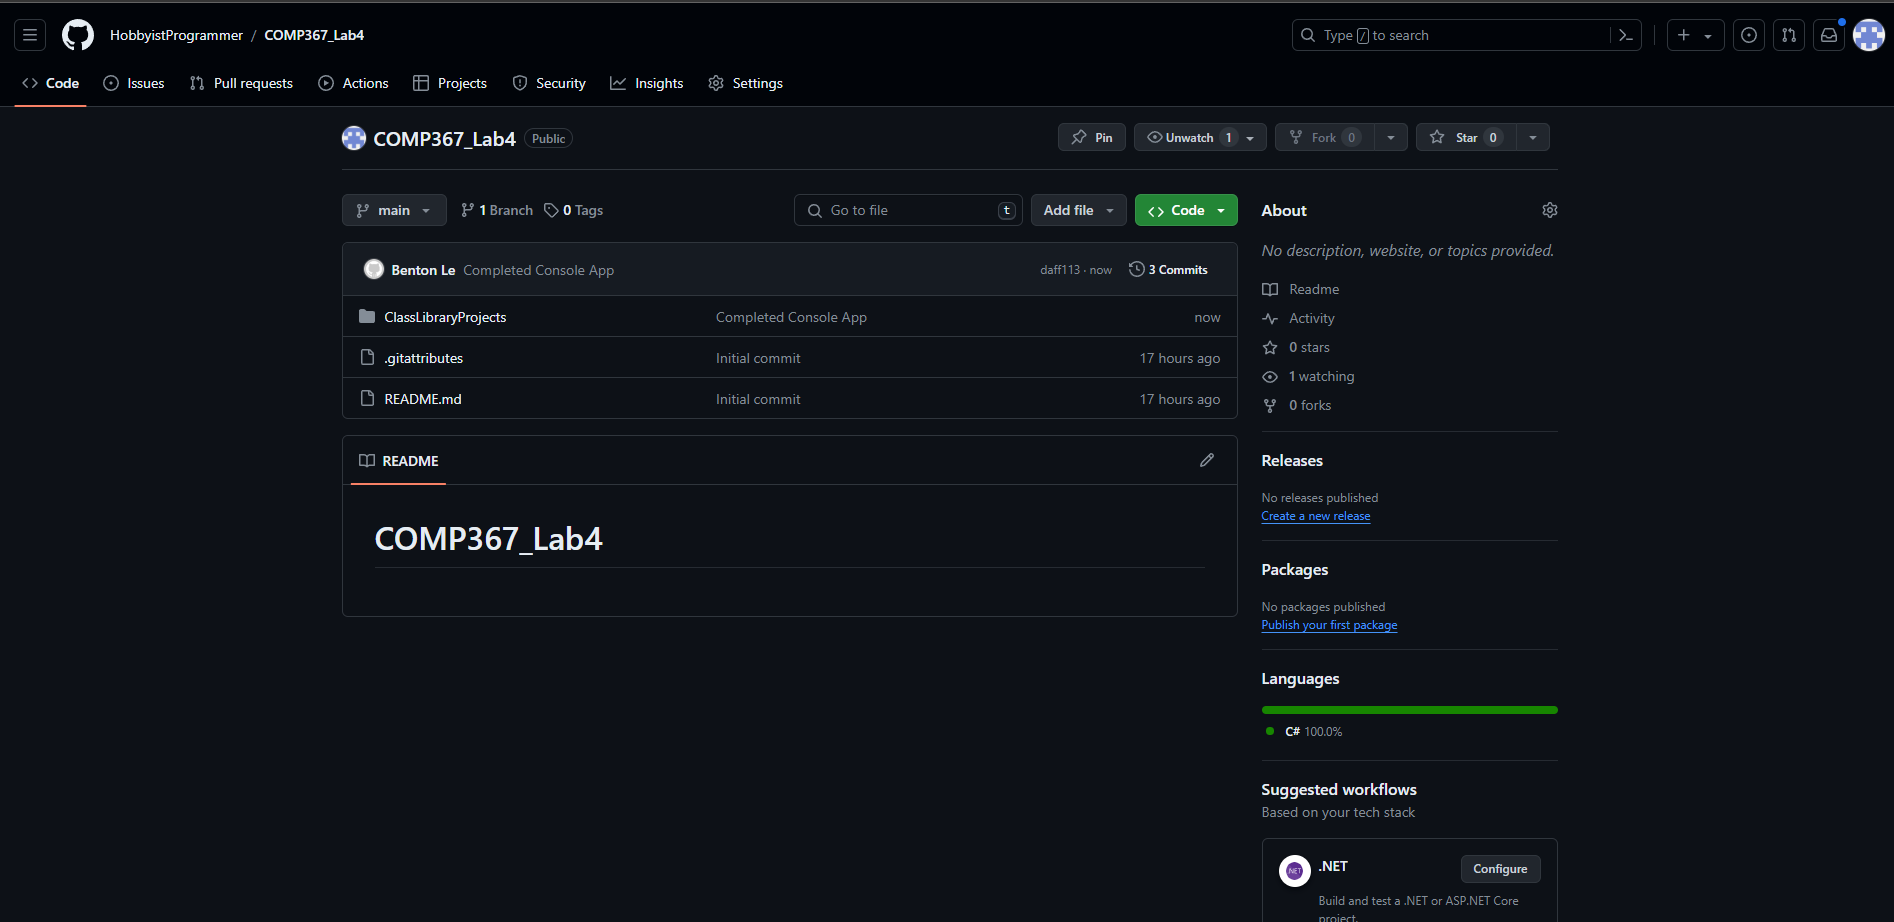 HobbyistProgrammer / COMP367_Lab4
Type / to search
Code Issues Pull requests Actions Projects Security Insights Settings
COMP367_Lab4 Public
Pin Unwatch 1 Fork 0 Star 0
main 1 Branch 0 Tags Go to file t Add file Code
Benton Le Completed Console App daff113 · now 3 Commits
ClassLibraryProjects Completed Console App now
.gitattributes Initial commit 17 hours ago
README.md Initial commit 17 hours ago
README
COMP367_Lab4
About
No description, website, or topics provided.
Readme
Activity
0 stars
1 watching
0 forks
Releases
No releases published
Create a new release
Packages
No packages published
Publish your first package
Languages
C# 100.0%
Suggested workflows
Based on your tech stack
NET .NET Configure
Build and test a .NET or ASP.NET Core
project.